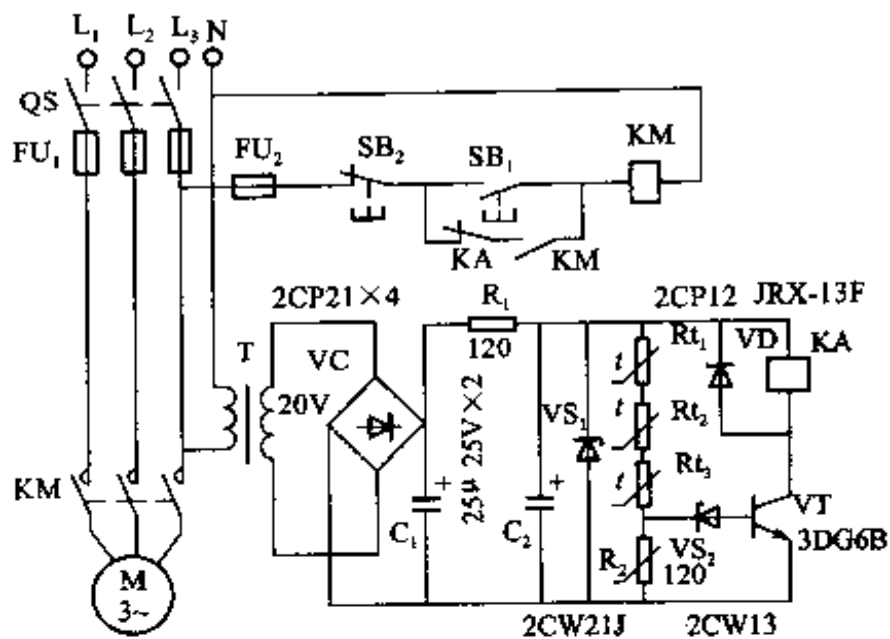 L₁ L₂ L₃ N
QS
FU₁
FU₂
SB₂
SB₁
KM
KA
KM
2CP21×4
R₁
120
2CP12
JRX-13F
T
VC
20V
25μ 25V×2
VS₁
t
Rt₁
t
Rt₂
t
Rt₃
VD
KA
KM
C₁
+
C₂
+
R₂
VS₂
120
VT
3DG6B
M
3~
2CW21J
2CW13